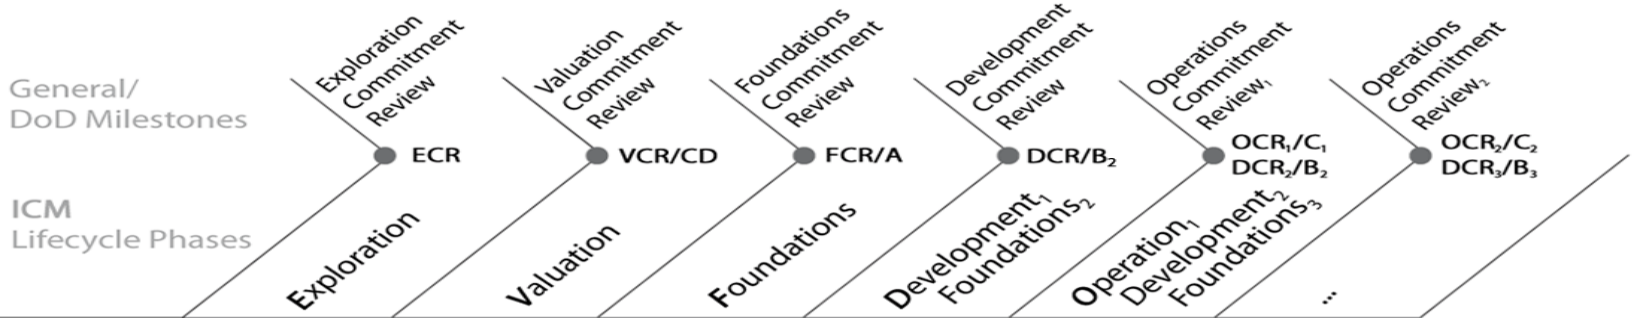 General/
DoD Milestones
Exploration
Commitment
Review
Valuation
Commitment
Review
Foundations
Commitment
Review
Development
Commitment
Review
Operations
Commitment
Review₁
Operations
Commitment
Review₂
ECR
VCR/CD
FCR/A
DCR/B₂
OCR₁/C₁
DCR₂/B₂
OCR₂/C₂
DCR₃/B₃
ICM
Lifecycle Phases
Exploration
Valuation
Foundations
Development₁
Foundations₂
Operation₁
Development₂
Foundations₃
...